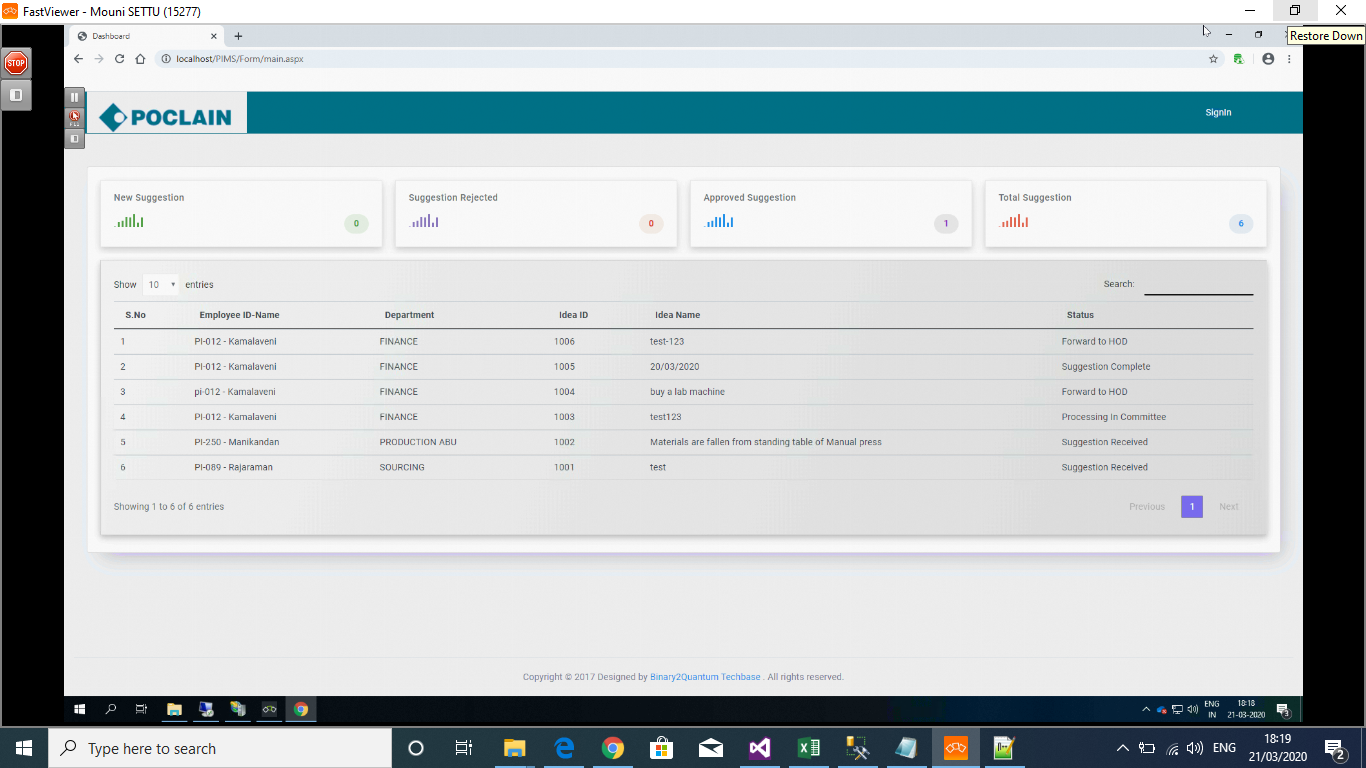 FastViewer - Mouni SETTU (15277)
Restore Down
STOP
Dashboard
localhost/PIMS/Form/main.aspx
POCLAIN
SignIn
New Suggestion
0
Suggestion Rejected
0
Approved Suggestion
1
Total Suggestion
6
Show 10 entries
Search:
S.No Employee ID-Name Department Idea ID Idea Name Status
1 PI-012 - Kamalaveni FINANCE 1006 test-123 Forward to HOD
2 PI-012 - Kamalaveni FINANCE 1005 20/03/2020 Suggestion Complete
3 pi-012 - Kamalaveni FINANCE 1004 buy a lab machine Forward to HOD
4 PI-012 - Kamalaveni FINANCE 1003 test123 Processing In Committee
5 PI-250 - Manikandan PRODUCTION ABU 1002 Materials are fallen from standing table of Manual press Suggestion Received
6 PI-089 - Rajaraman SOURCING 1001 test Suggestion Received
Showing 1 to 6 of 6 entries
Previous 1 Next
Copyright © 2017 Designed by Binary2Quantum Techbase . All rights reserved.
ENG
IN
18:18
21-03-2020
3
Type here to search
ENG
18:19
21/03/2020
2